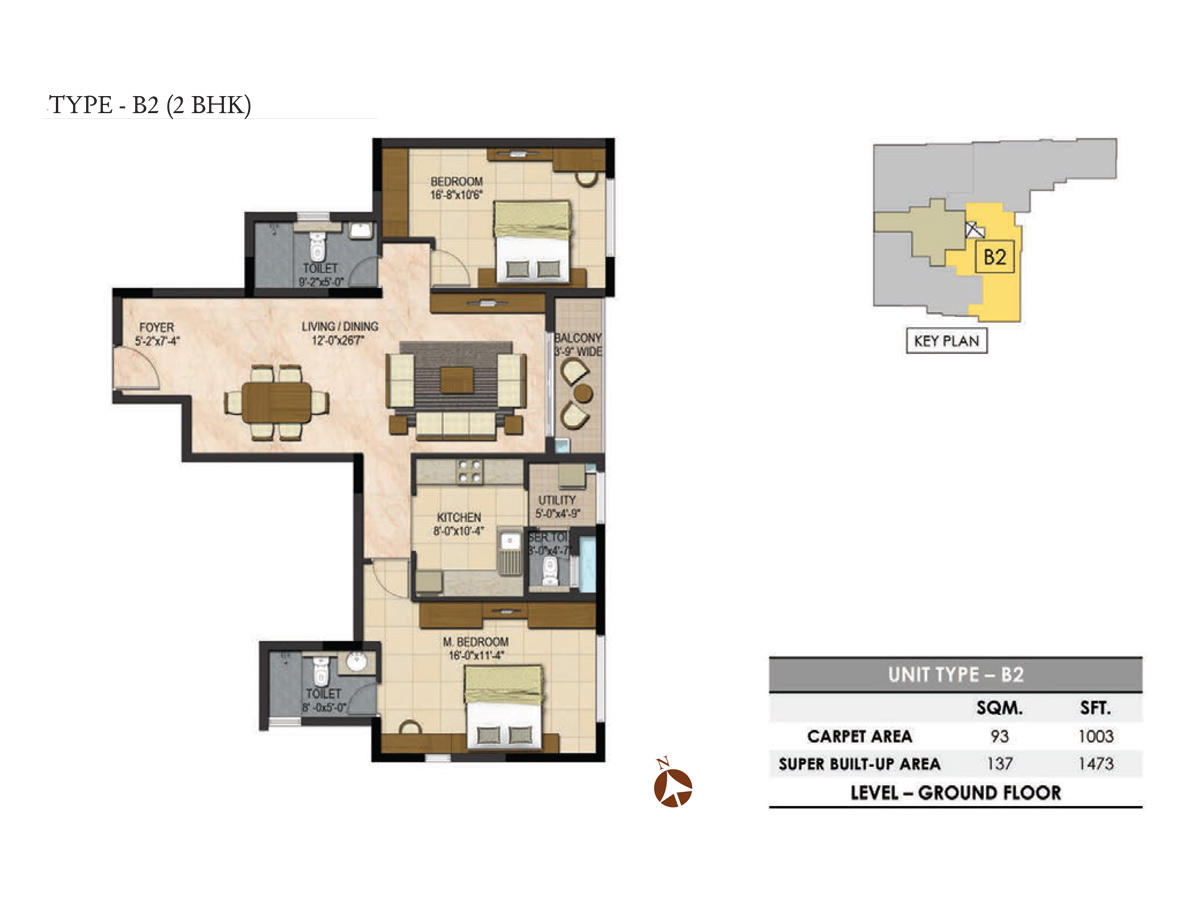 TYPE - B2 (2 BHK)
BEDROOM
16'-8"x10'6"
TOILET
9'-2"x5'-0"
FOYER
5'-2"x7'-4"
LIVING / DINING
12'-0"x26'7"
BALCONY
3'-9" WIDE
KITCHEN
8'-0"x10'-4"
UTILITY
5'-0"x4'-9"
SER.TOI
3'-0"x4'-7"
M. BEDROOM
16'-0"x11'-4"
TOILET
8' -0x5'-0"
N
B2
KEY PLAN
UNIT TYPE – B2
SQM. SFT.
CARPET AREA 93 1003
SUPER BUILT-UP AREA 137 1473
LEVEL – GROUND FLOOR